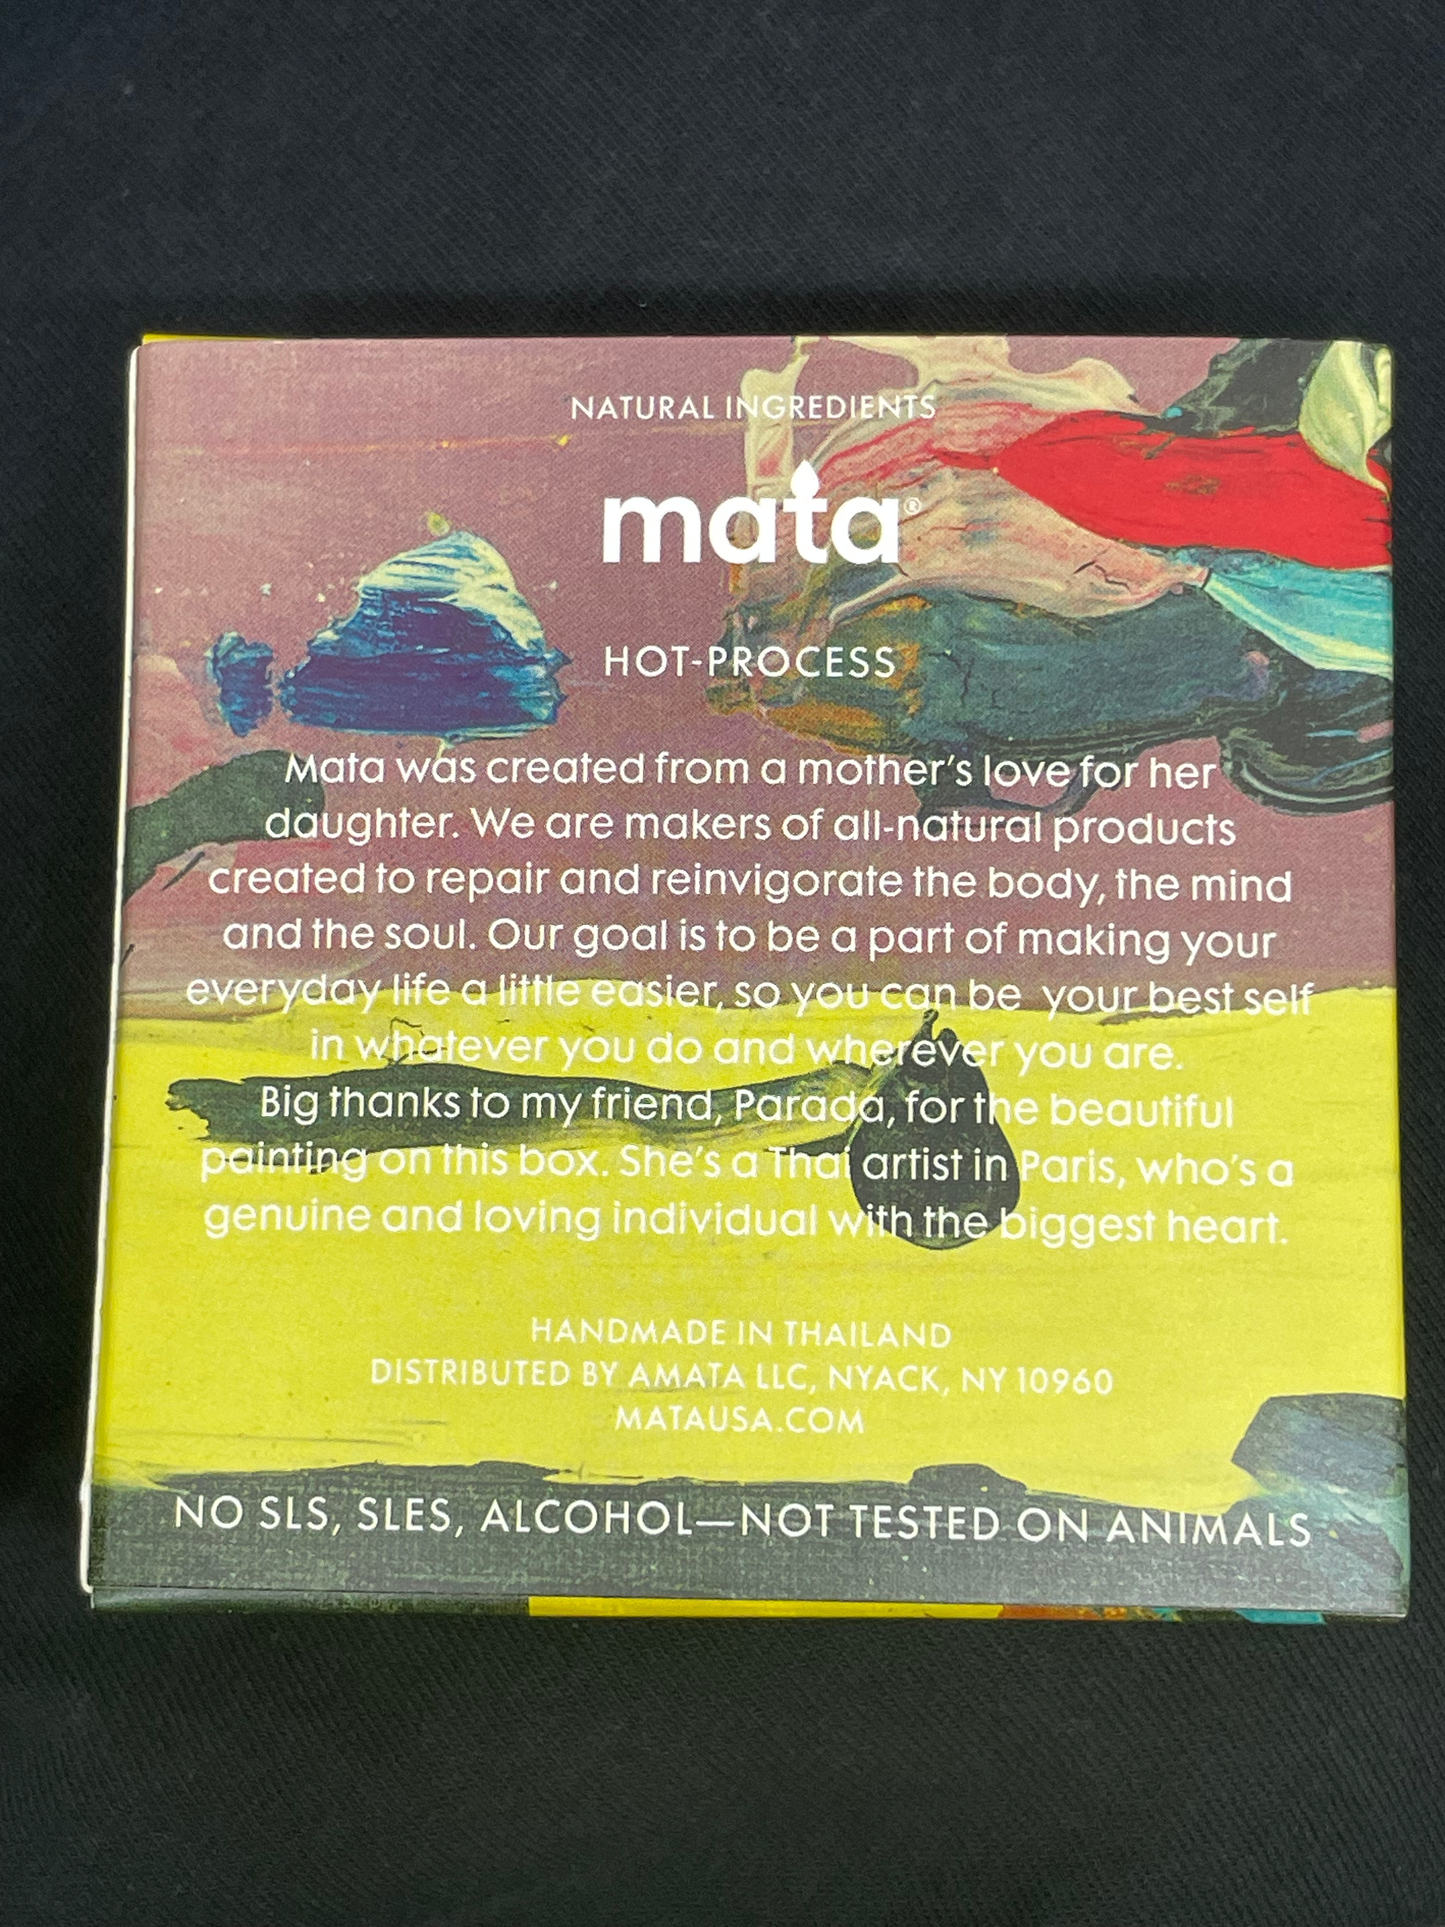 NATURAL INGREDIENTS
mata®
HOT-PROCESS
Mata was created from a mother's love for her
daughter. We are makers of all-natural products
created to repair and reinvigorate the body, the mind
and the soul. Our goal is to be a part of making your
everyday life a little easier, so you can be your best self
in whatever you do and wherever you are.
Big thanks to my friend, Parada, for the beautiful
painting on this box. She's a Thai artist in Paris, who's a
genuine and loving individual with the biggest heart.
HANDMADE IN THAILAND
DISTRIBUTED BY AMATA LLC, NYACK, NY 10960
MATAUSA.COM
NO SLS, SLES, ALCOHOL—NOT TESTED ON ANIMALS